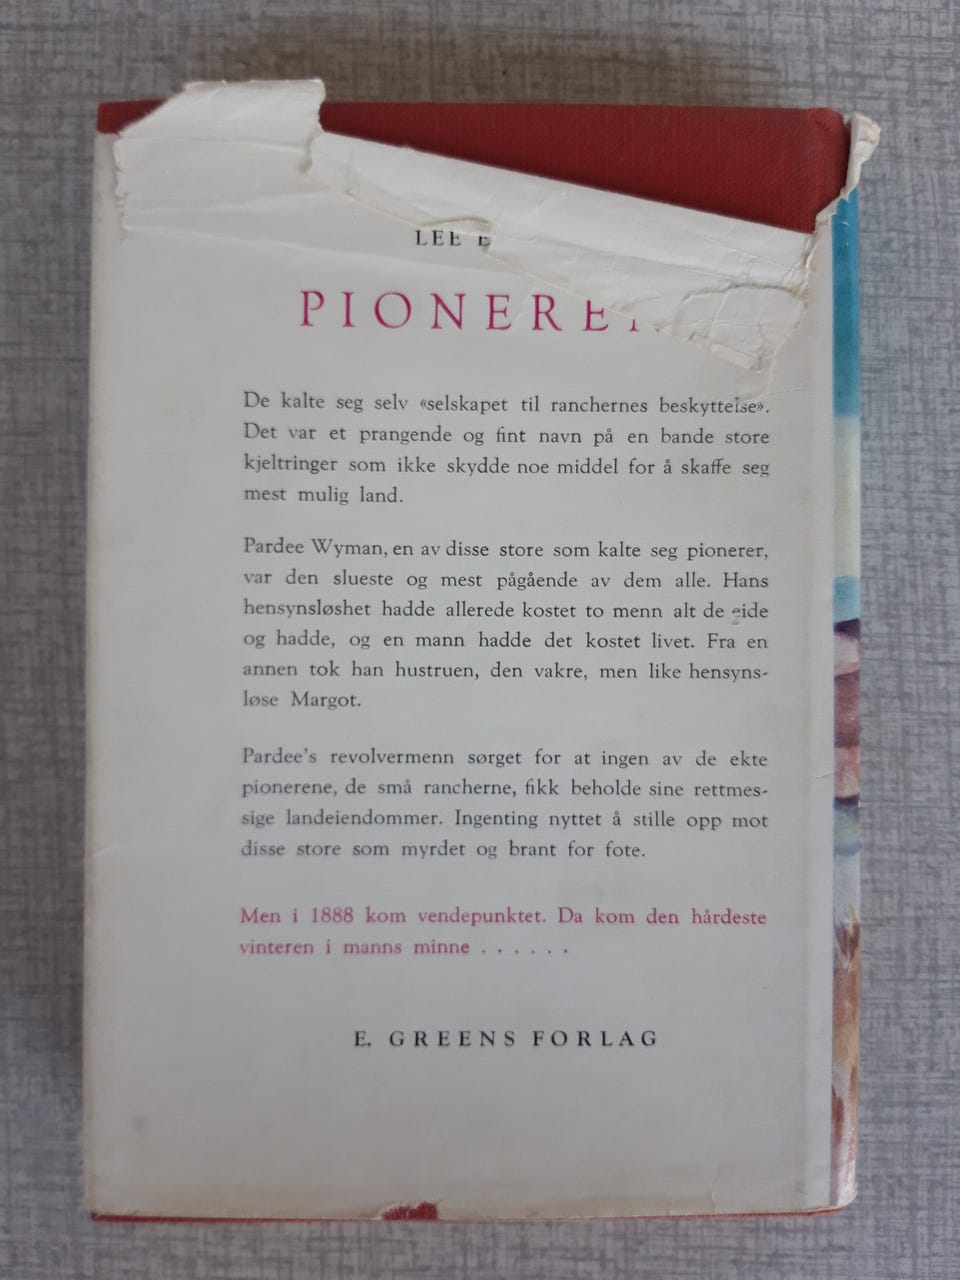 LEE
PIONERE
De kalte seg selv «selskapet til ranchernes beskyttelse».
Det var et prangende og fint navn på en bande store
kjeltringer som ikke skydde noe middel for å skaffe seg
mest mulig land.
Pardee Wyman, en av disse store som kalte seg pionerer,
var den slueste og mest pågående av dem alle. Hans
hensynsløshet hadde allerede kostet to menn alt de eide
og hadde, og en mann hadde det kostet livet. Fra en
annen tok han hustruen, den vakre, men like hensyns-
løse Margot.
Pardee's revolvermenn sørget for at ingen av de ekte
pionerene, de små rancherne, fikk beholde sine rettmes-
sige landeiendommer. Ingenting nyttet å stille opp mot
disse store som myrdet og brant for fote.
Men i 1888 kom vendepunktet. Da kom den hårdeste
vinteren i manns minne . . . . . .
E. GREENS FORLAG